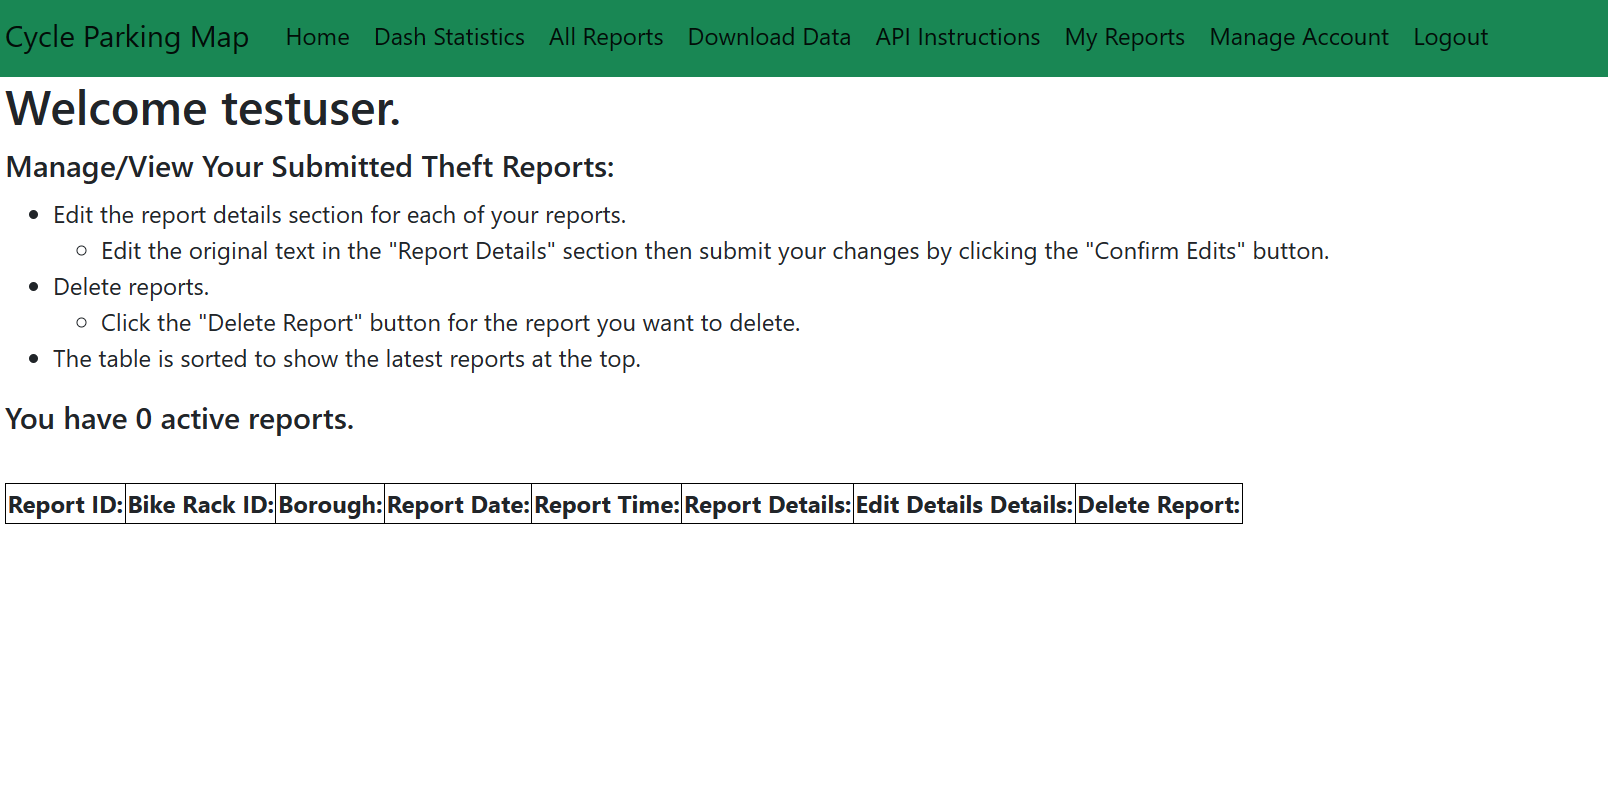 Cycle Parking Map Home Dash Statistics All Reports Download Data API Instructions My Reports Manage Account Logout
Welcome testuser.
Manage/View Your Submitted Theft Reports:
Edit the report details section for each of your reports.
Edit the original text in the "Report Details" section then submit your changes by clicking the "Confirm Edits" button.
Delete reports.
Click the "Delete Report" button for the report you want to delete.
The table is sorted to show the latest reports at the top.
You have 0 active reports.
Report ID: Bike Rack ID: Borough: Report Date: Report Time: Report Details: Edit Details Details: Delete Report: